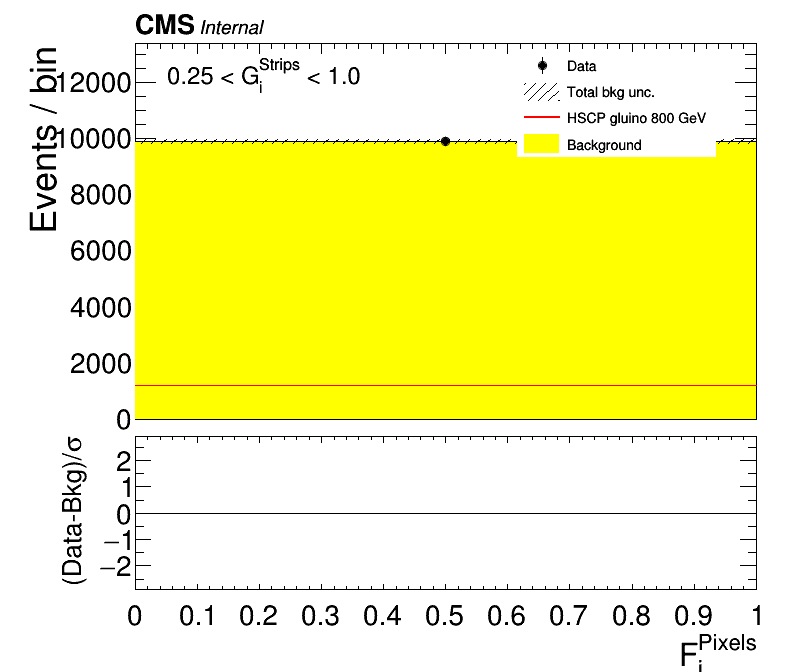 CMS Internal
Events / bin
12000
10000
8000
6000
4000
2000
0
0.25 < G_i^Strips < 1.0
Data
Total bkg unc.
HSCP gluino 800 GeV
Background
(Data-Bkg)/σ
2
1
0
−1
−2
0 0.1 0.2 0.3 0.4 0.5 0.6 0.7 0.8 0.9 1
F_i^Pixels